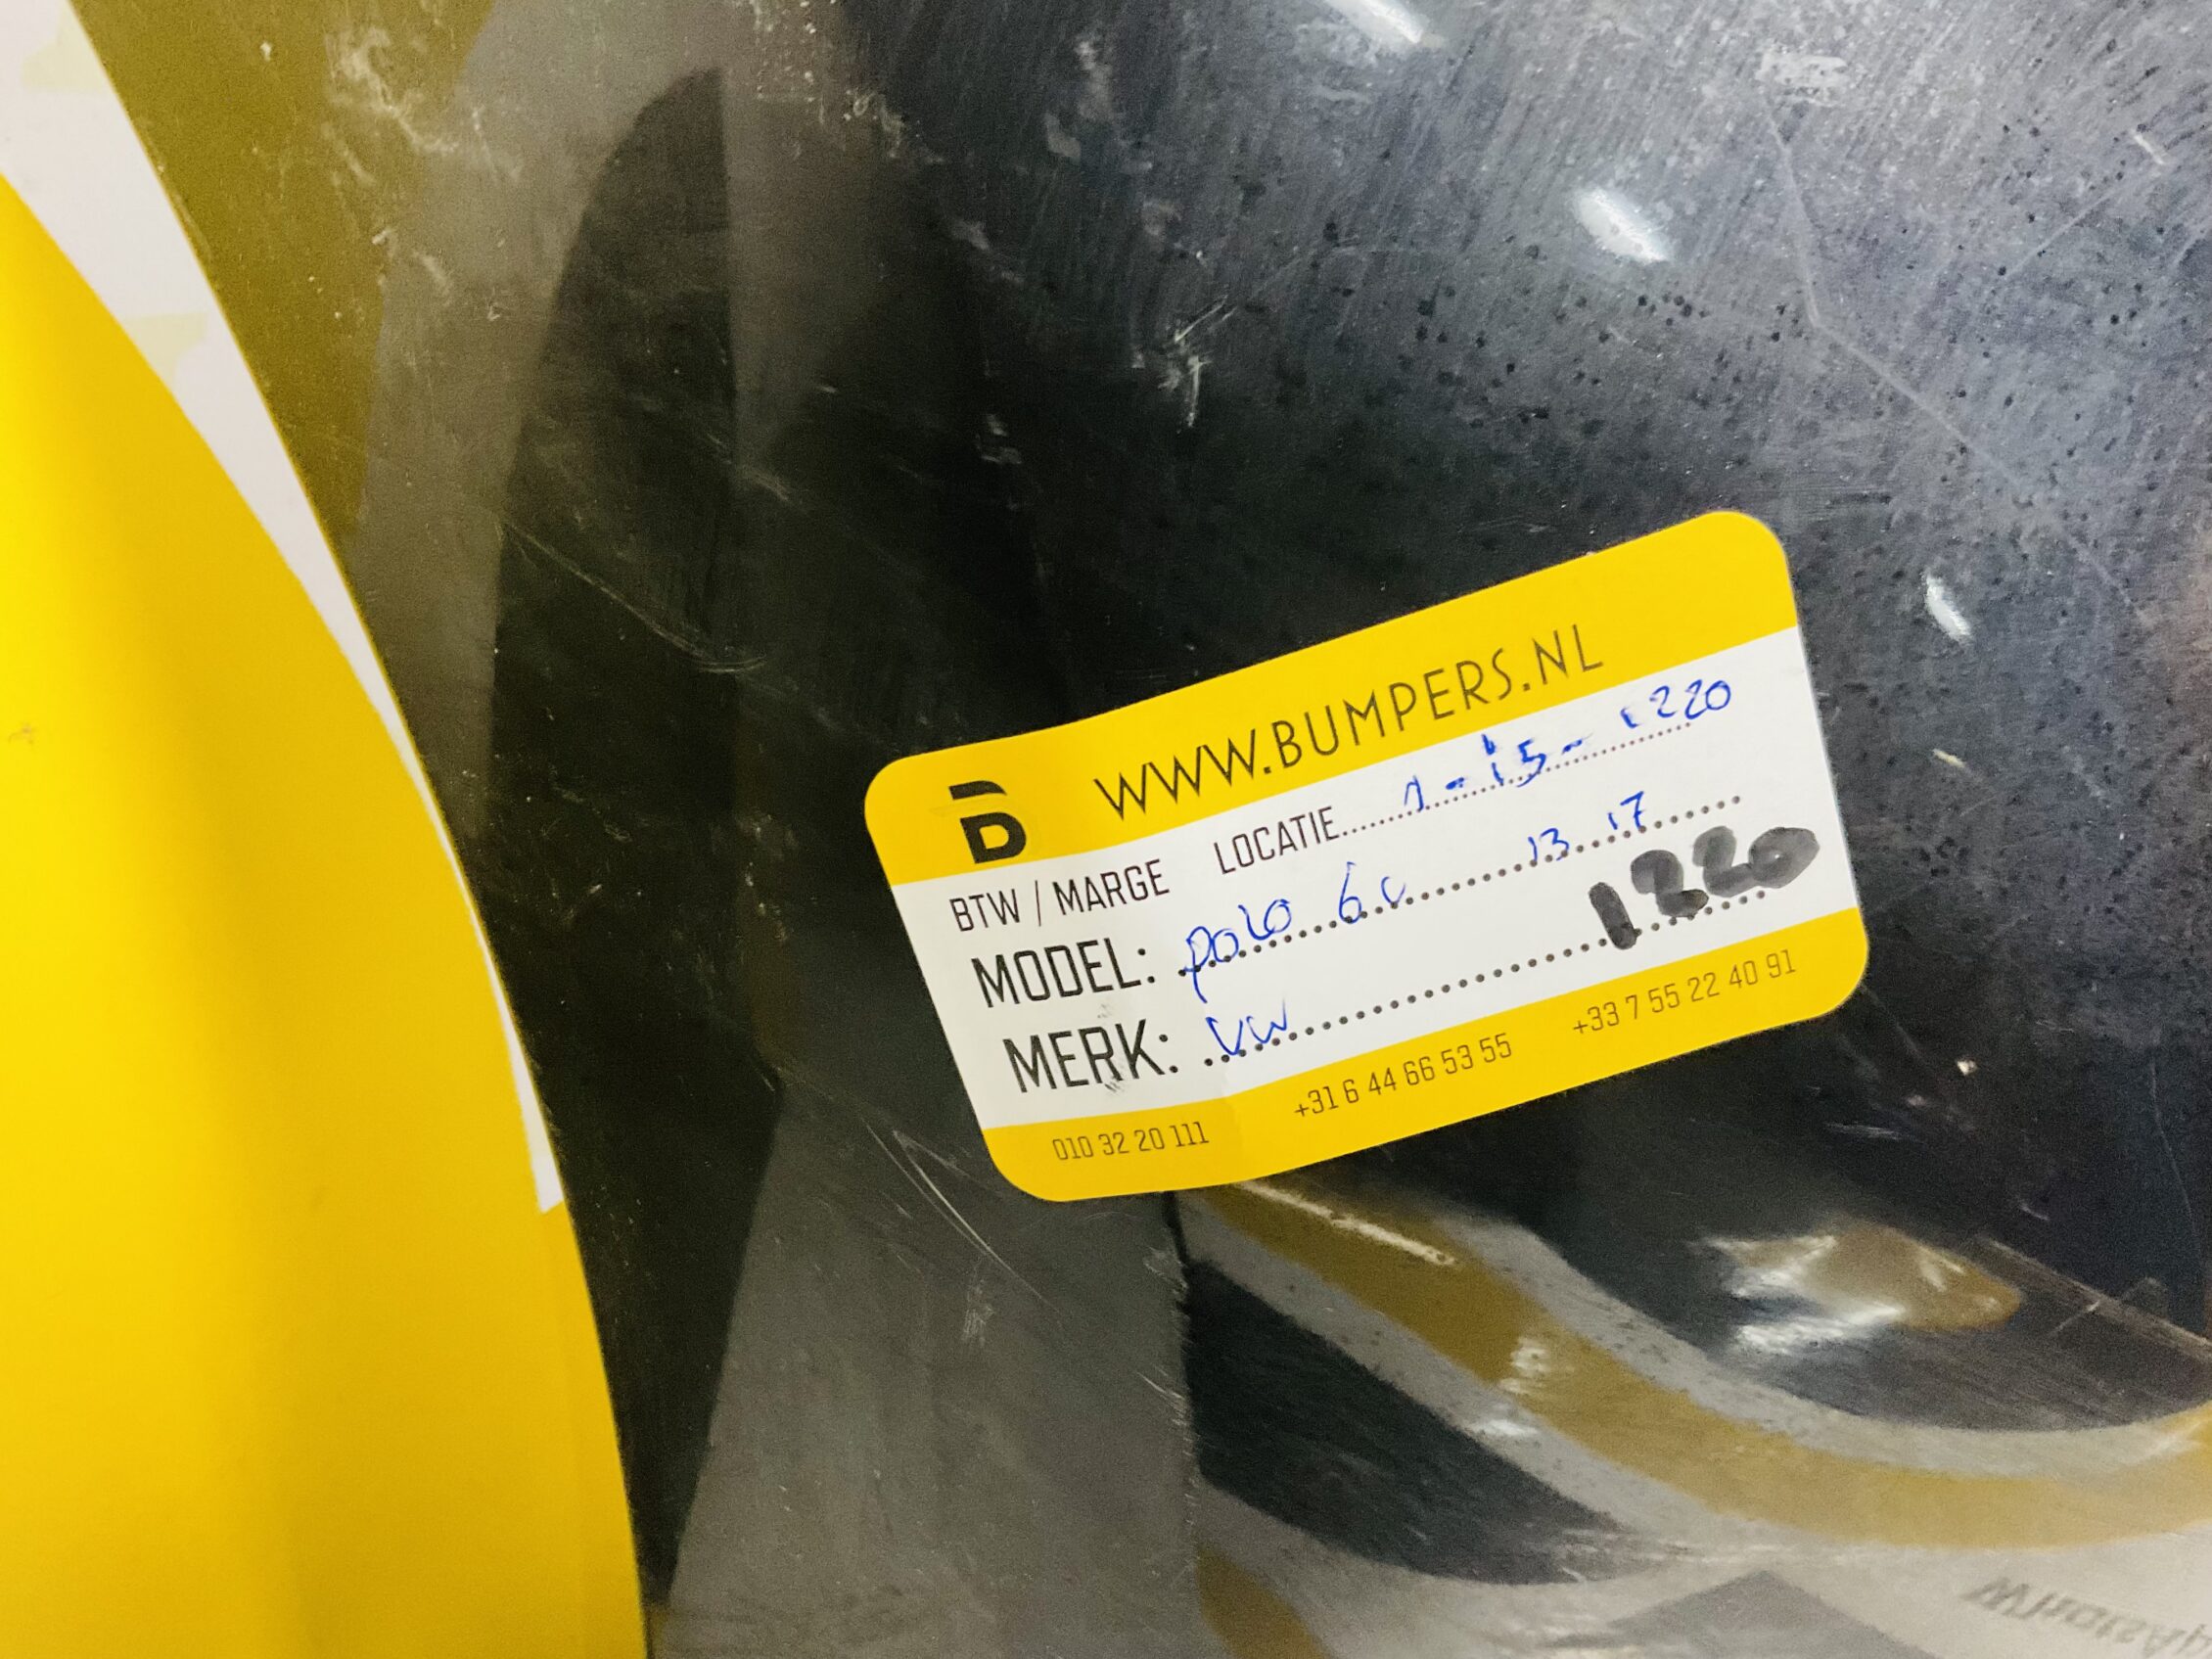 B WWW.BUMPERS.NL
BTW / MARGE LOCATIE 1-15-1220
MODEL: polo 6c 13 17
MERK: VW 1220
010 32 20 111 +31 6 44 66 53 55 +33 7 55 22 40 91